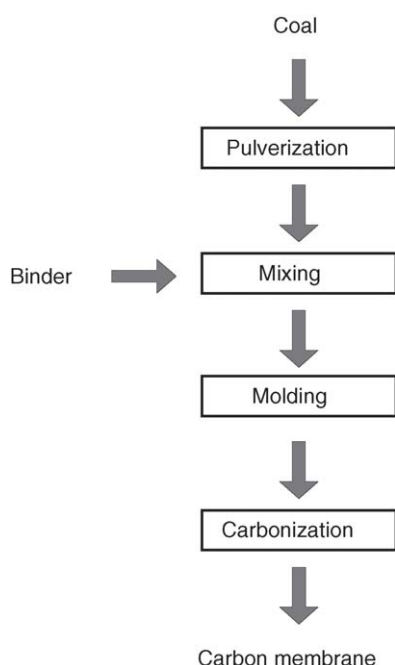 Coal
Pulverization
Binder
Mixing
Molding
Carbonization
Carbon membrane